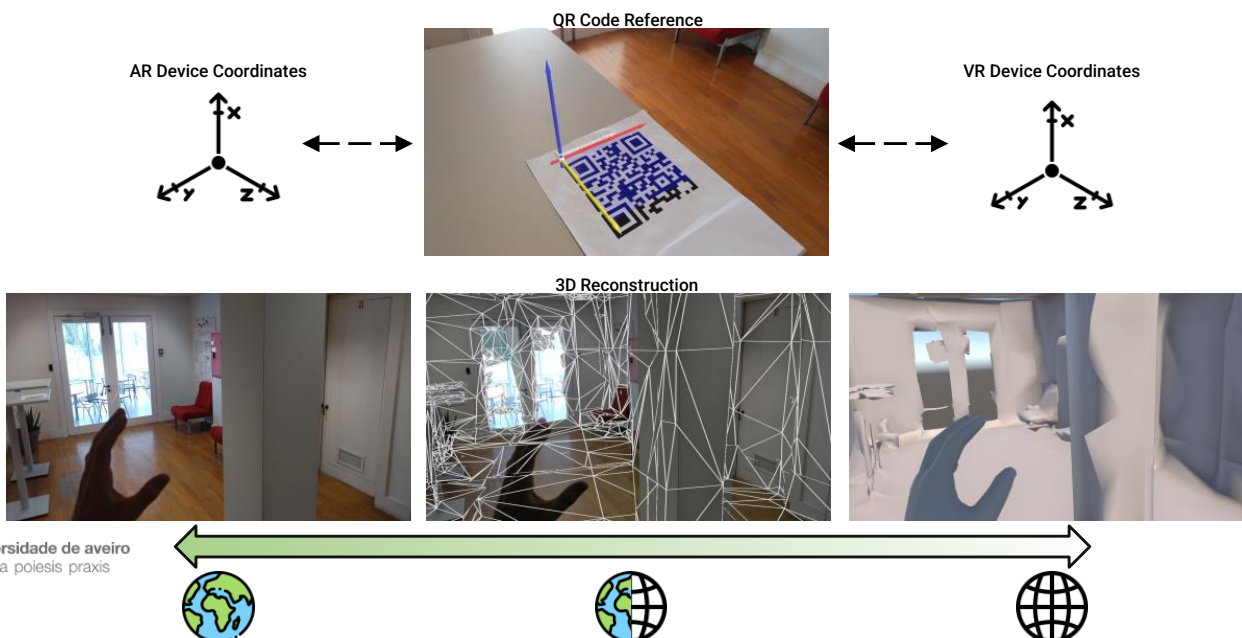 QR Code Reference
AR Device Coordinates
VR Device Coordinates
X
Y
Z
X
Y
Z
3D Reconstruction
ersidade de aveiro
a poiesis praxis